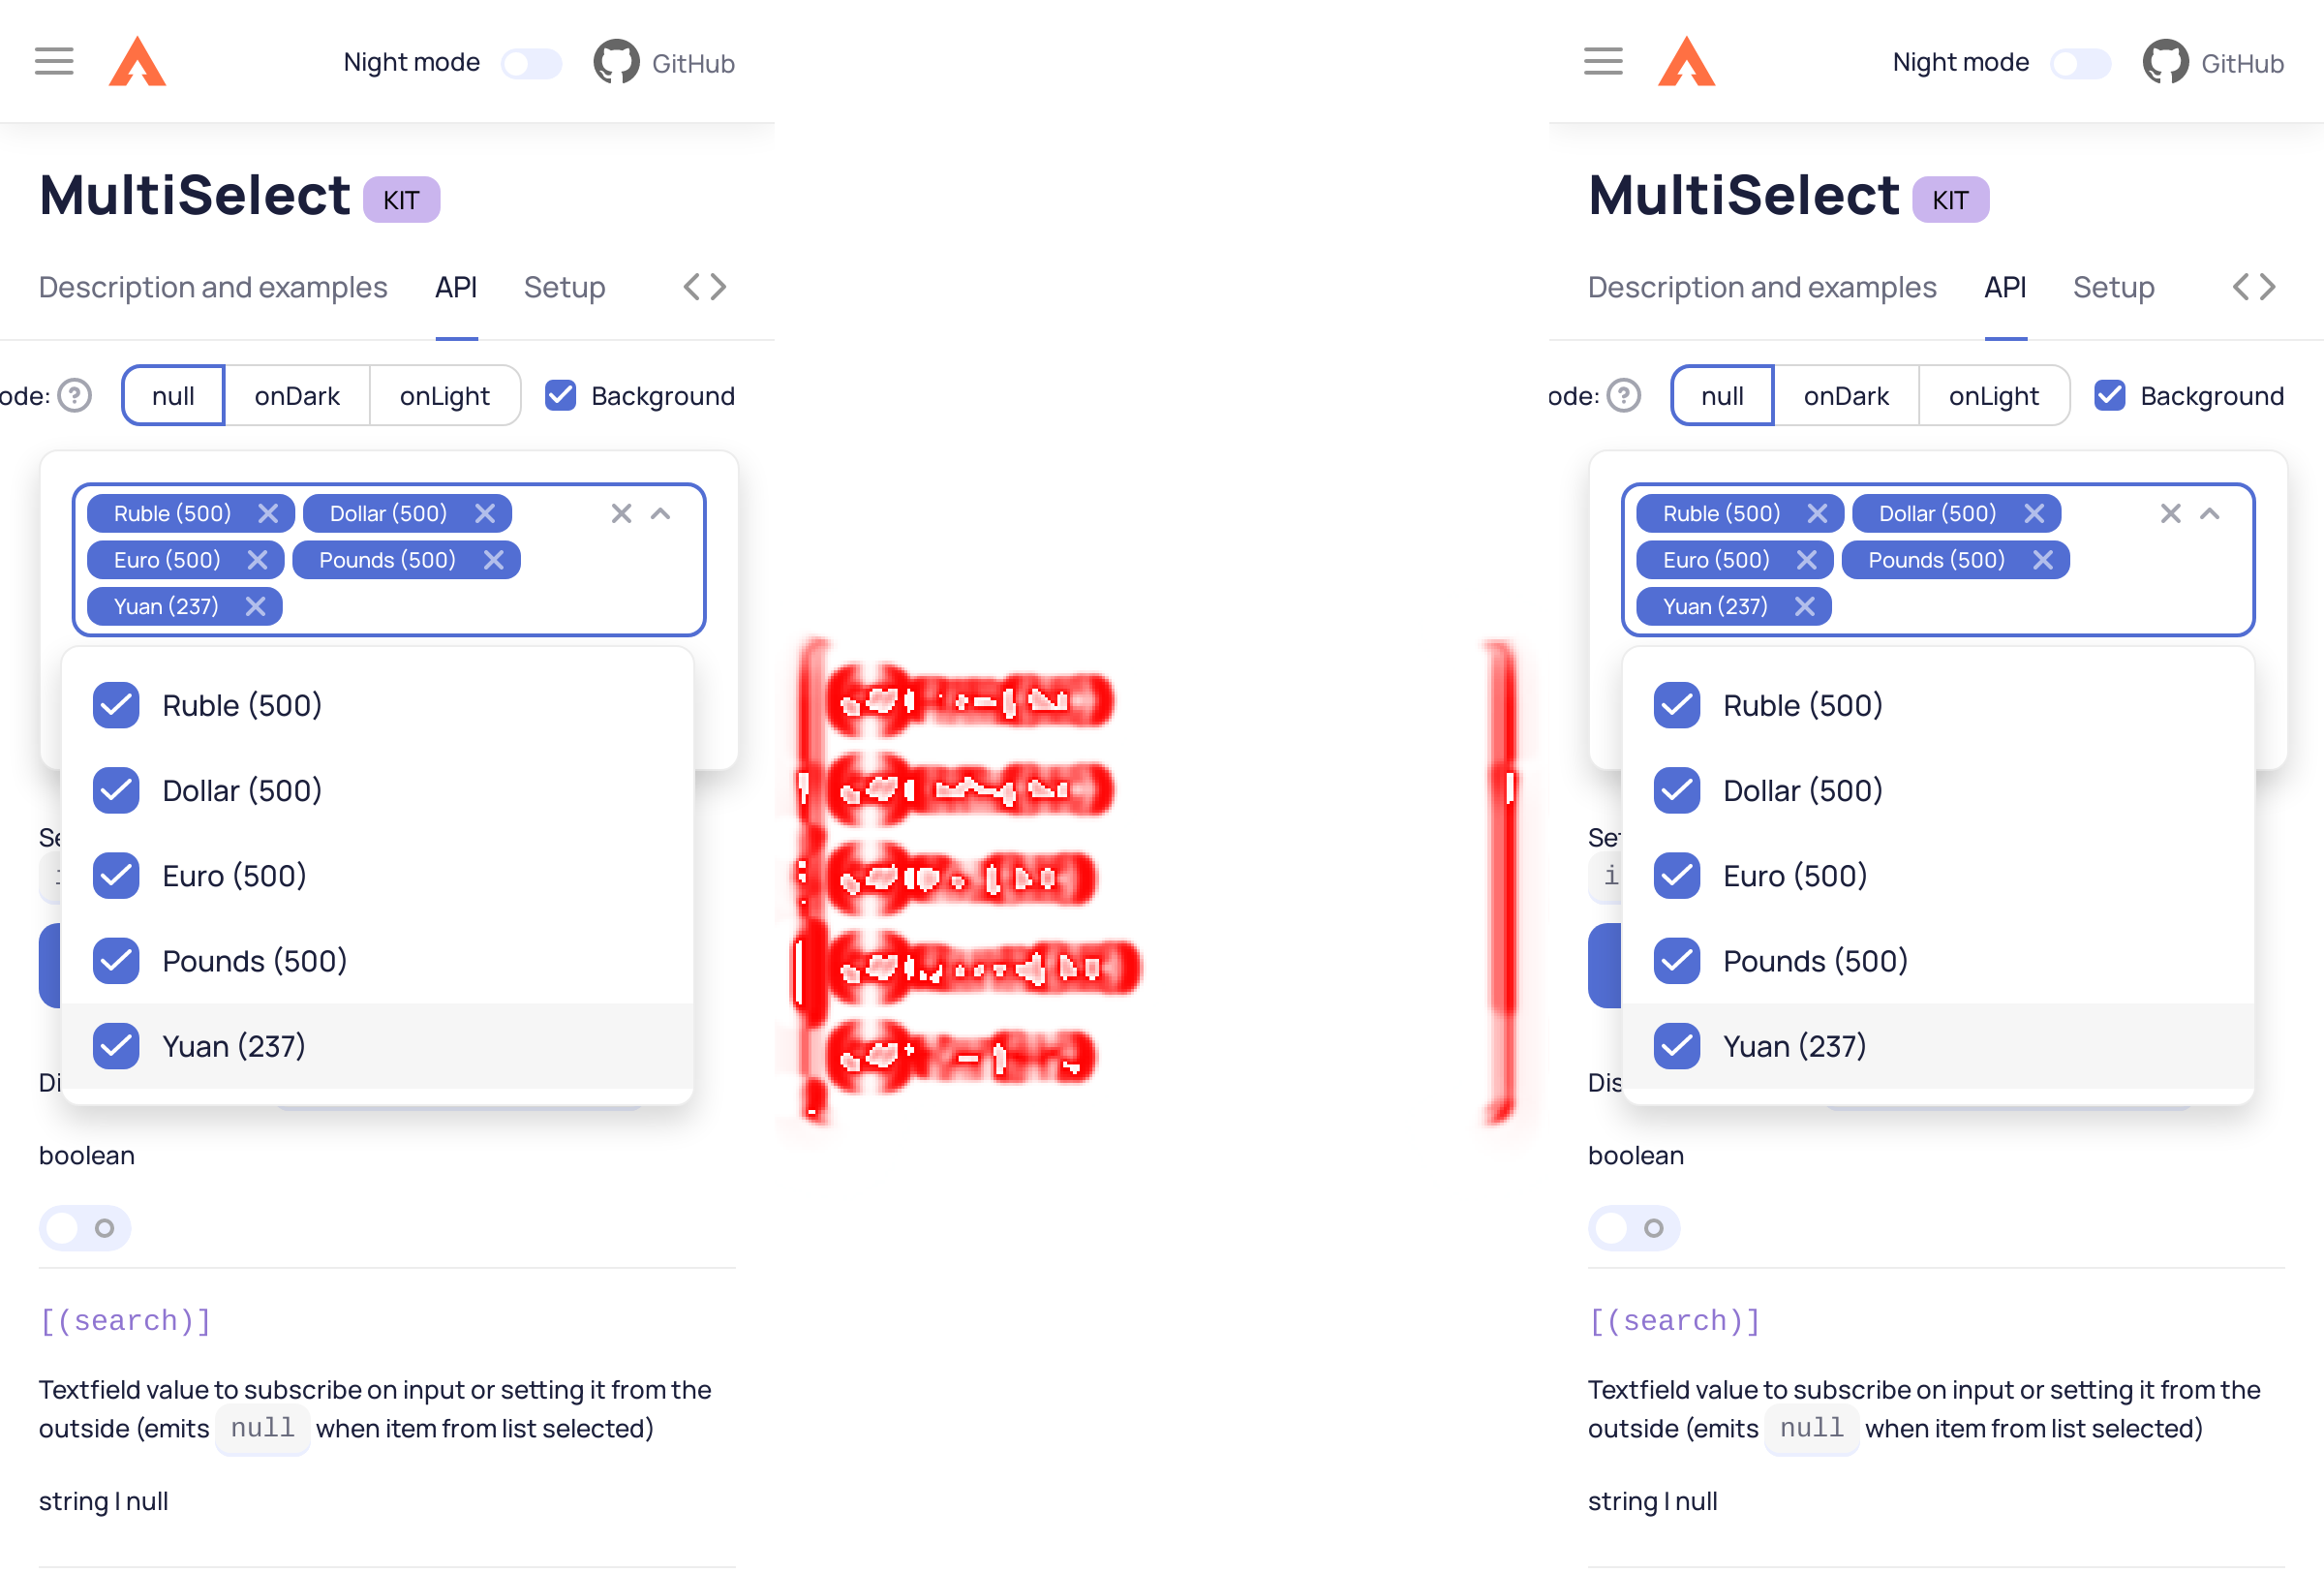 Night mode GitHub
MultiSelect KIT
Description and examples API Setup
ode: ? null onDark onLight Background
Ruble (500) Dollar (500)
Euro (500) Pounds (500)
Yuan (237)
Ruble (500)
Dollar (500)
Se
Euro (500)
Pounds (500)
Yuan (237)
Di
boolean
[(search)]
Textfield value to subscribe on input or setting it from the
outside (emits null when item from list selected)
string | null
Night mode GitHub
MultiSelect KIT
Description and examples API Setup
ode: ? null onDark onLight Background
Ruble (500) Dollar (500)
Euro (500) Pounds (500)
Yuan (237)
Ruble (500)
Dollar (500)
Se
i Euro (500)
Pounds (500)
Yuan (237)
Dis
boolean
[(search)]
Textfield value to subscribe on input or setting it from the
outside (emits null when item from list selected)
string | null